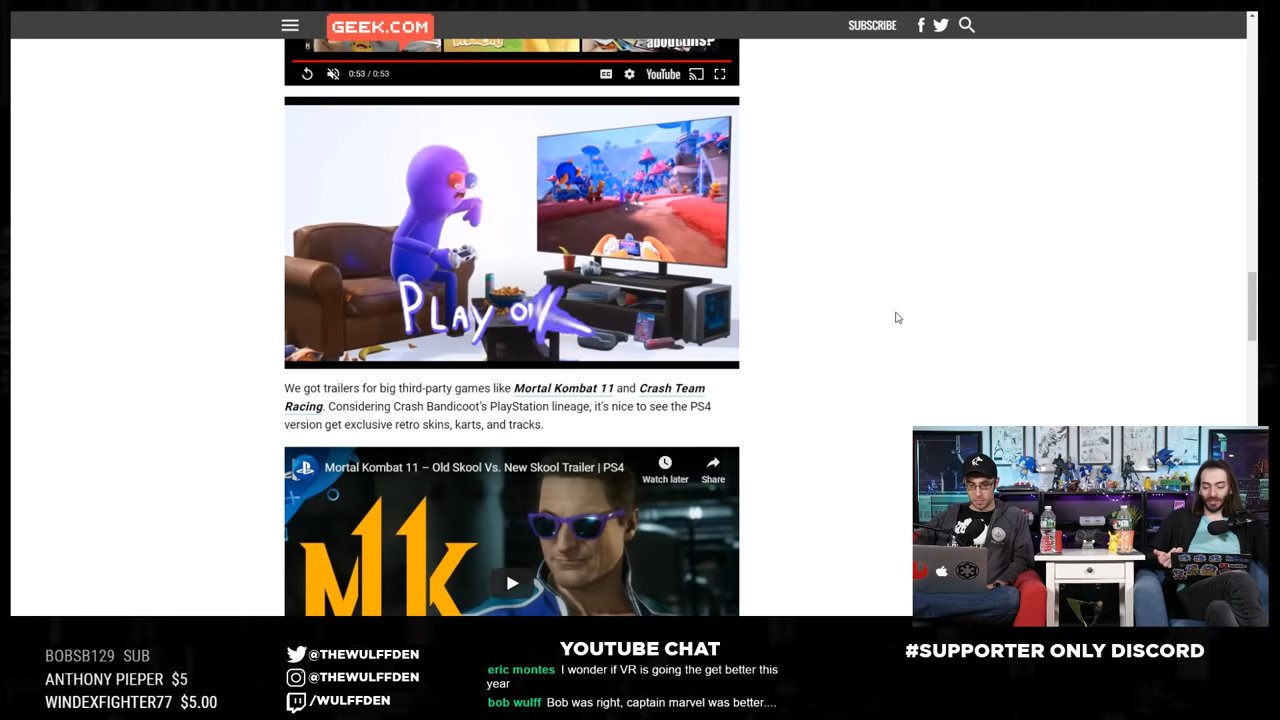 GEEK.COM
SUBSCRIBE
0:53 / 0:53
CC
YouTube
PLAY ON
We got trailers for big third-party games like Mortal Kombat 11 and Crash Team
Racing. Considering Crash Bandicoot's PlayStation lineage, it's nice to see the PS4
version get exclusive retro skins, karts, and tracks.
Mortal Kombat 11 – Old Skool Vs. New Skool Trailer | PS4
Watch later
Share
BOBSB129 SUB
ANTHONY PIEPER $5
WINDEXFIGHTER77 $5.00
@THEWULFFDEN
@THEWULFFDEN
/WULFFDEN
YOUTUBE CHAT
eric montes I wonder if VR is going the get better this
year
bob wulff Bob was right, captain marvel was better....
#SUPPORTER ONLY DISCORD